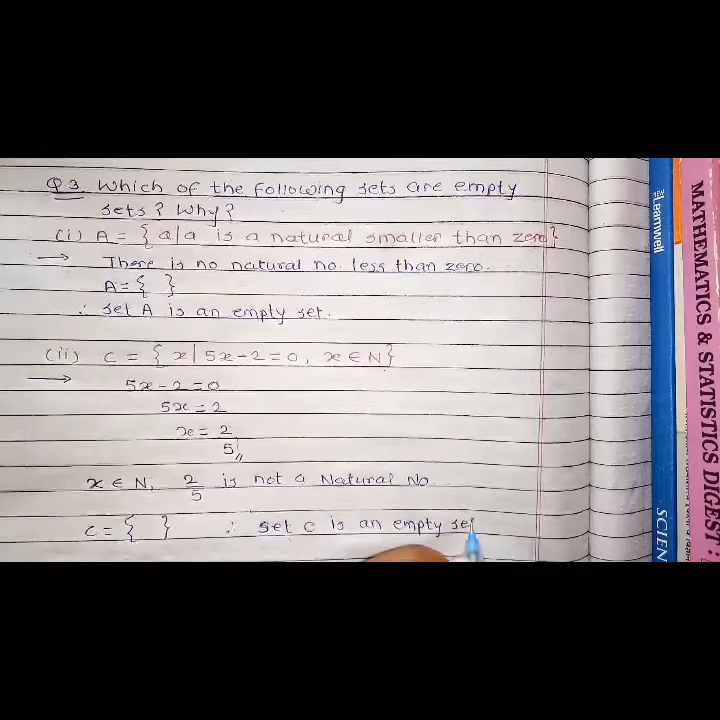 Q3. Which of the following sets are empty
sets? Why?
(i) A = { a | a is a natural smaller than zero}
→ There is no natural no. less than zero.
A = { }
∴ set A is an empty set.
(ii) C = { x | 5x - 2 = 0, x ∈ N}
→ 5x - 2 = 0
5x = 2
x = 2/5
x ∈ N, 2/5 is not a Natural No.
C = { } ∴ set C is an empty set
Learnwell
SCIEN
MATHEMATICS & STATISTICS DIGEST :